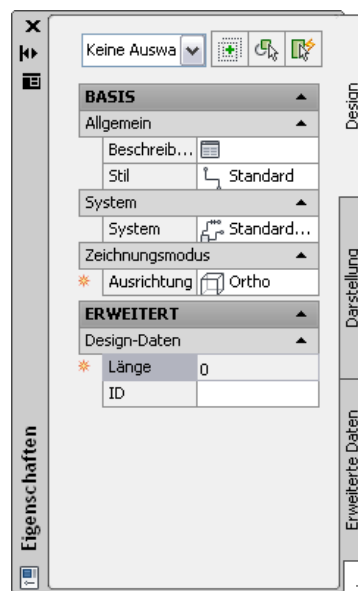 Keine Auswa
BASIS
Allgemein
Beschreib...
Stil Standard
System
System Standard...
Zeichnungsmodus
Ausrichtung Ortho
ERWEITERT
Design-Daten
Länge 0
ID
Eigenschaften
Design
Darstellung
Erweiterte Daten